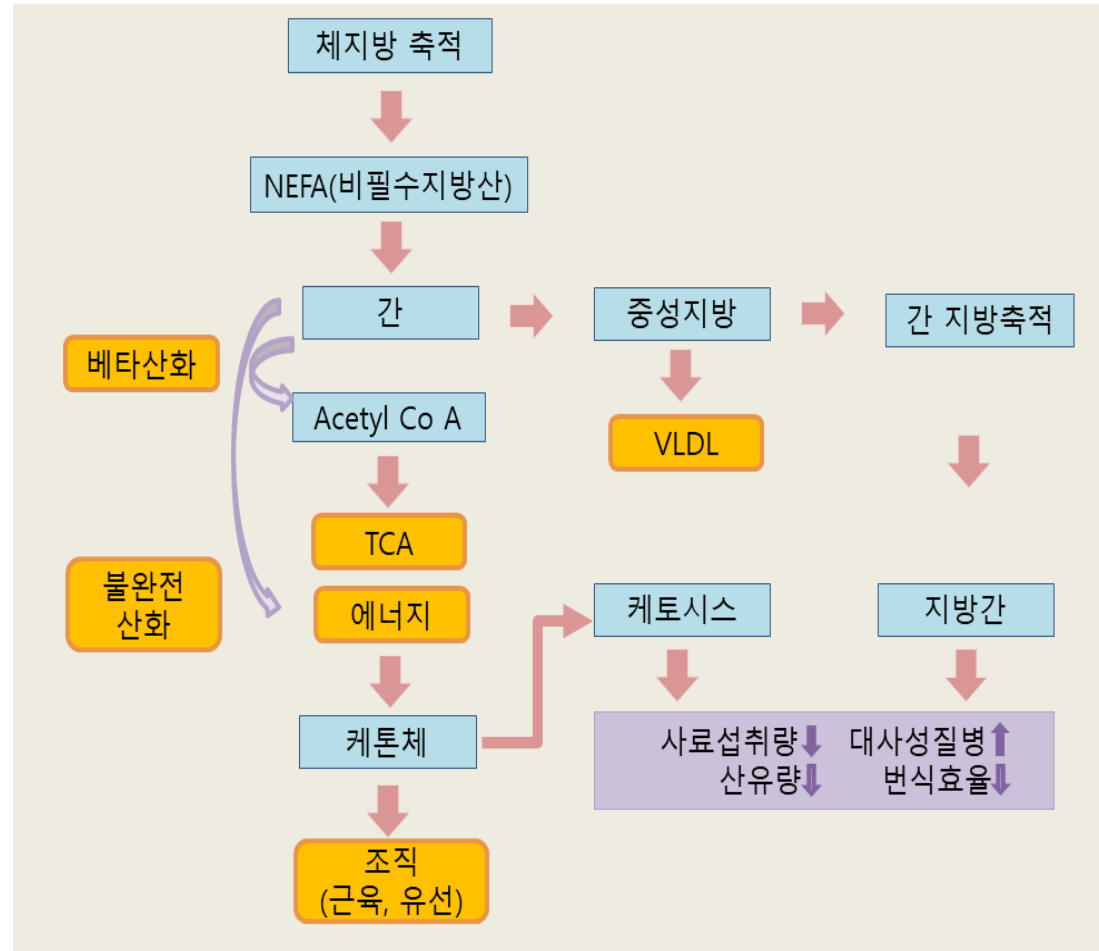 체지방 축적
NEFA(비필수지방산)
간
중성지방
간 지방축적
베타산화
Acetyl Co A
VLDL
TCA
불완전
산화
에너지
케토시스
지방간
케톤체
사료섭취량⬇ 대사성질병⬆
산유량⬇ 번식효율⬇
조직
(근육, 유선)